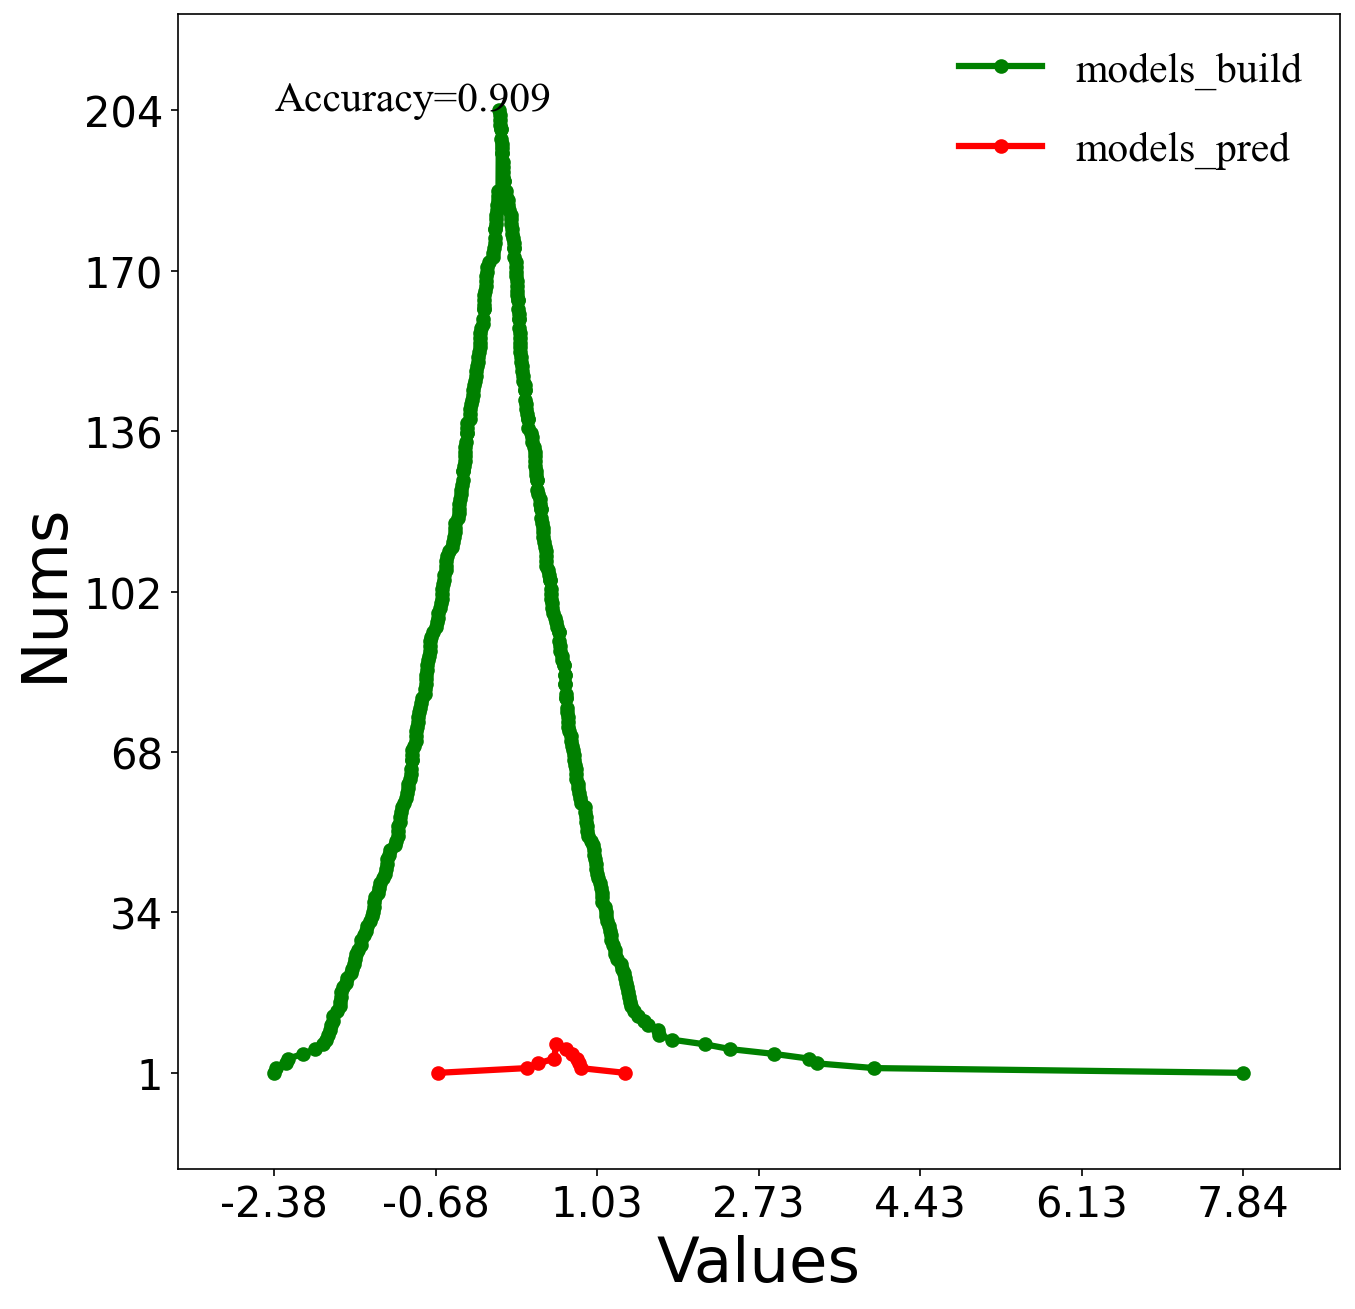 models_build
Accuracy=0.909
models_pred
204
170
136
102
68
34
1
Nums
-2.38 -0.68 1.03 2.73 4.43 6.13 7.84
Values